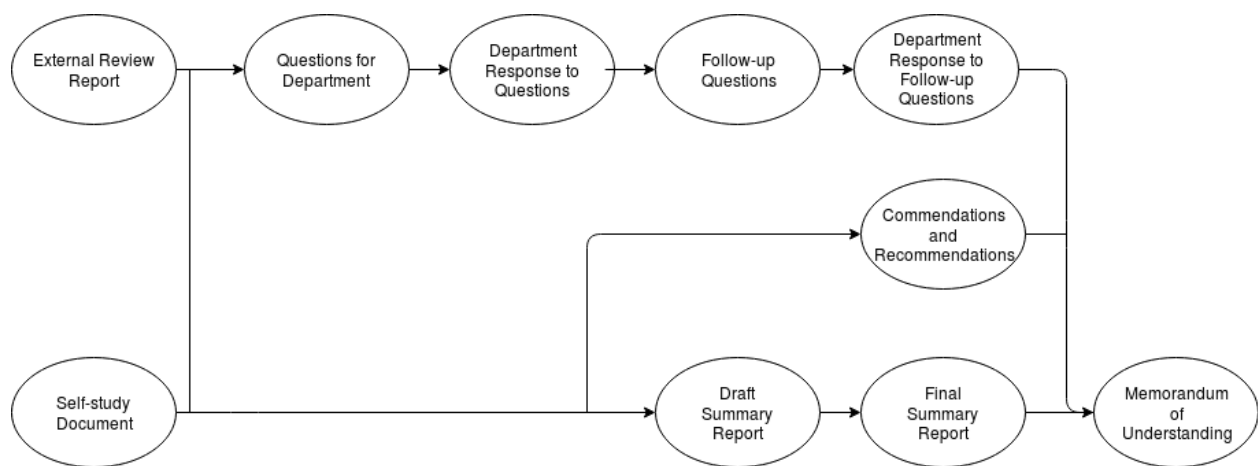 External Review
Report
Questions for
Department
Department
Response to
Questions
Follow-up
Questions
Department
Response to
Follow-up
Questions
Commendations
and
Recommendations
Self-study
Document
Draft
Summary
Report
Final
Summary
Report
Memorandum
of
Understanding